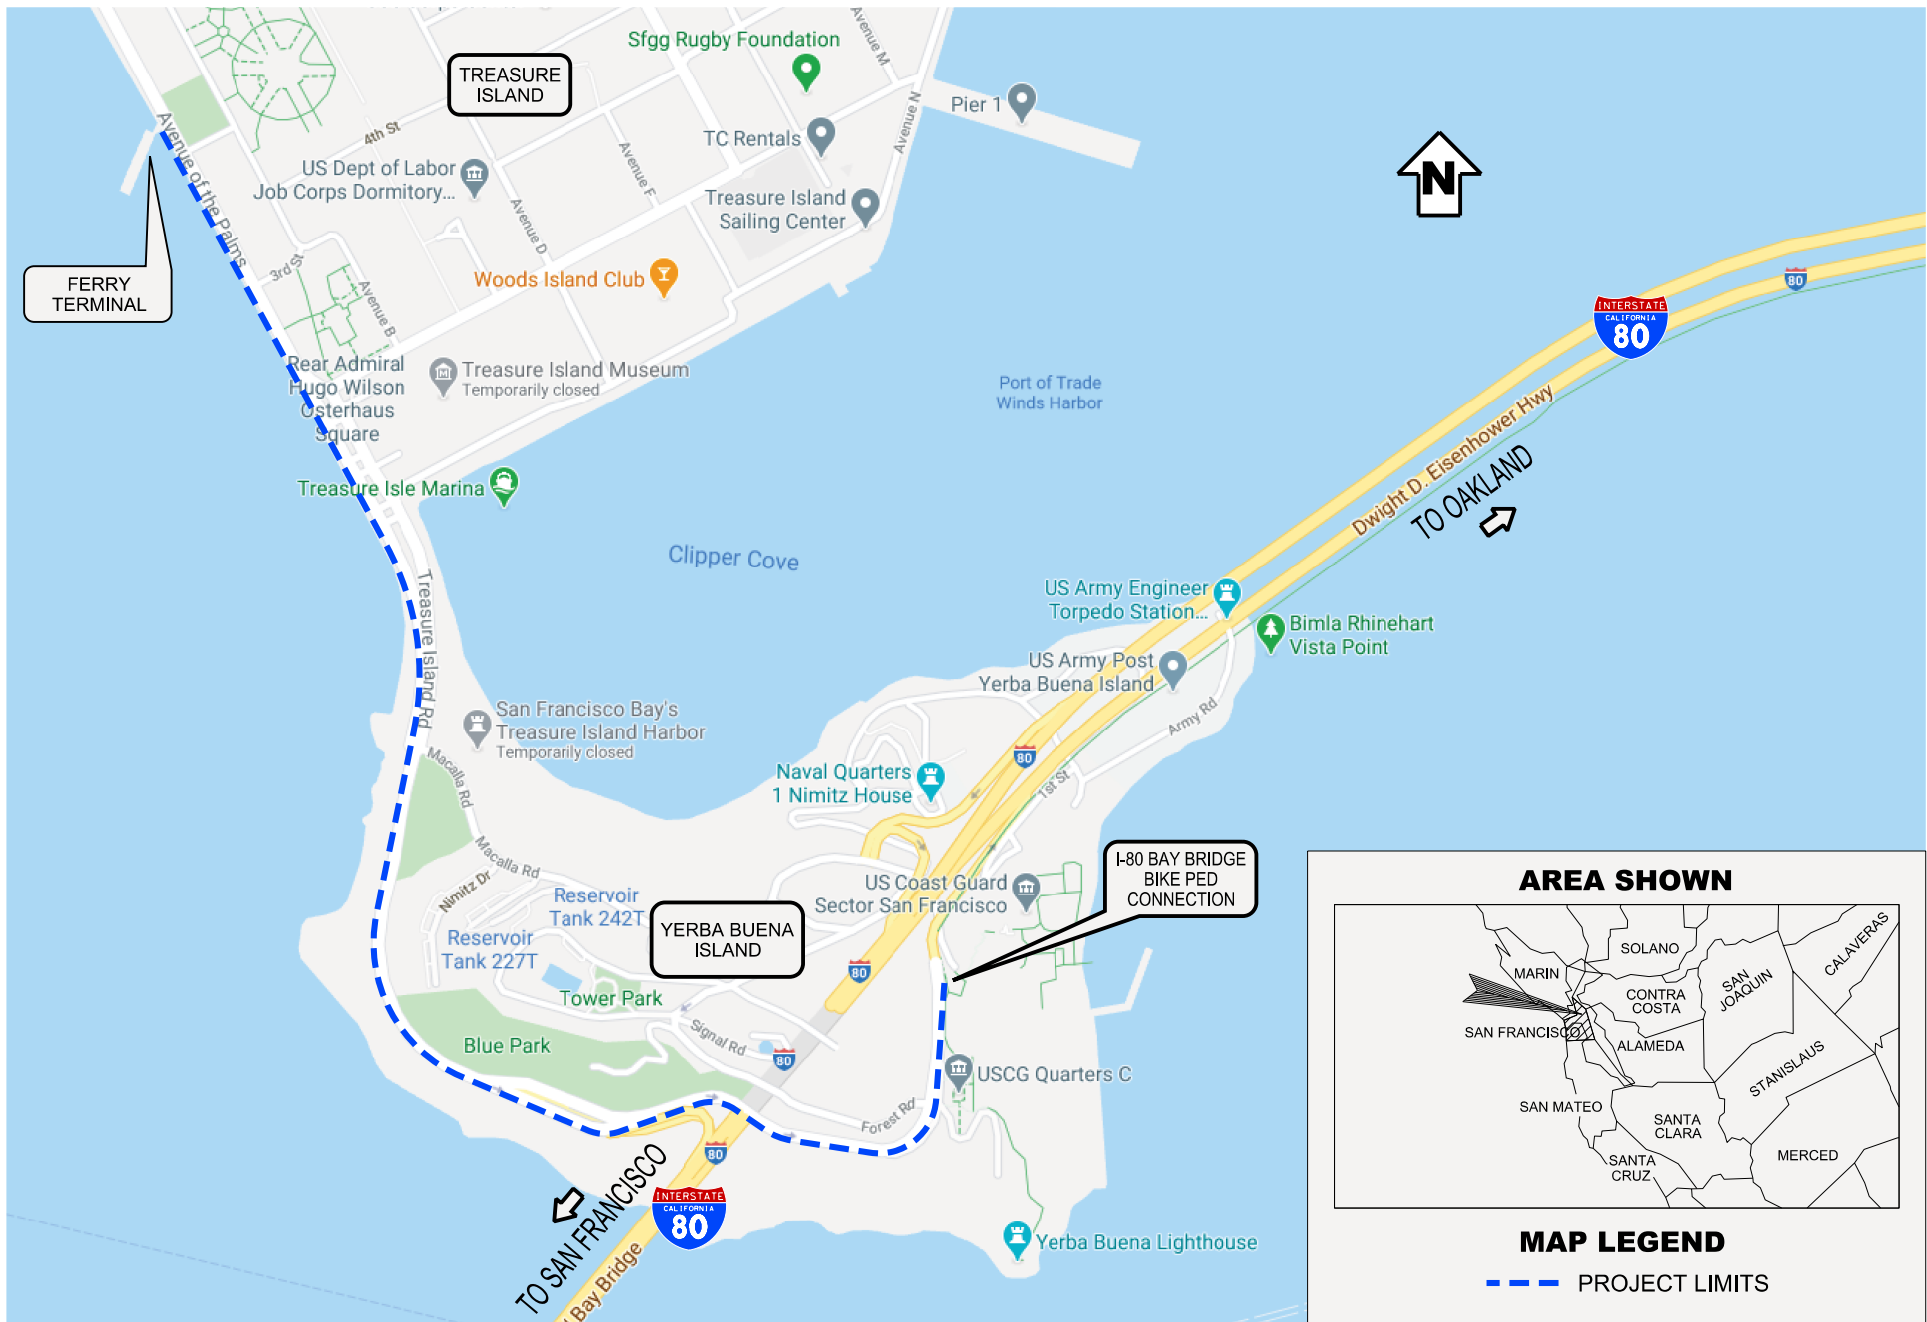 TREASURE
ISLAND
Sfgg Rugby Foundation
Avenue M
Avenue N
Pier 1
TC Rentals
4th St
Avenue of the Palms
US Dept of Labor
Job Corps Dormitory...
Avenue F
Avenue D
Treasure Island
Sailing Center
N
FERRY
TERMINAL
3rd St
Avenue B
Woods Island Club
80
INTERSTATE
CALIFORNIA
80
Rear Admiral
Hugo Wilson
Osterhaus
Square
Treasure Island Museum
Temporarily closed
Port of Trade
Winds Harbor
Dwight D. Eisenhower Hwy
TO OAKLAND
Treasure Isle Marina
Clipper Cove
Treasure Island Rd
US Army Engineer
Torpedo Station...
Bimla Rhinehart
Vista Point
US Army Post
Yerba Buena Island
Army Rd
San Francisco Bay's
Treasure Island Harbor
Temporarily closed
Macalla Rd
80
1st St
Naval Quarters
1 Nimitz House
Macalla Rd
Nimitz Dr
Reservoir
Tank 242T
US Coast Guard
Sector San Francisco
I-80 BAY BRIDGE
BIKE PED
CONNECTION
Reservoir
Tank 227T
YERBA BUENA
ISLAND
80
Tower Park
Signal Rd
80
Blue Park
USCG Quarters C
Forest Rd
80
TO SAN FRANCISCO
INTERSTATE
CALIFORNIA
80
Bay Bridge
Yerba Buena Lighthouse
AREA SHOWN
SOLANO
CALAVERAS
MARIN
SAN
JOAQUIN
CONTRA
COSTA
SAN FRANCISCO
ALAMEDA
STANISLAUS
SAN MATEO
SANTA
CLARA
MERCED
SANTA
CRUZ
MAP LEGEND
PROJECT LIMITS